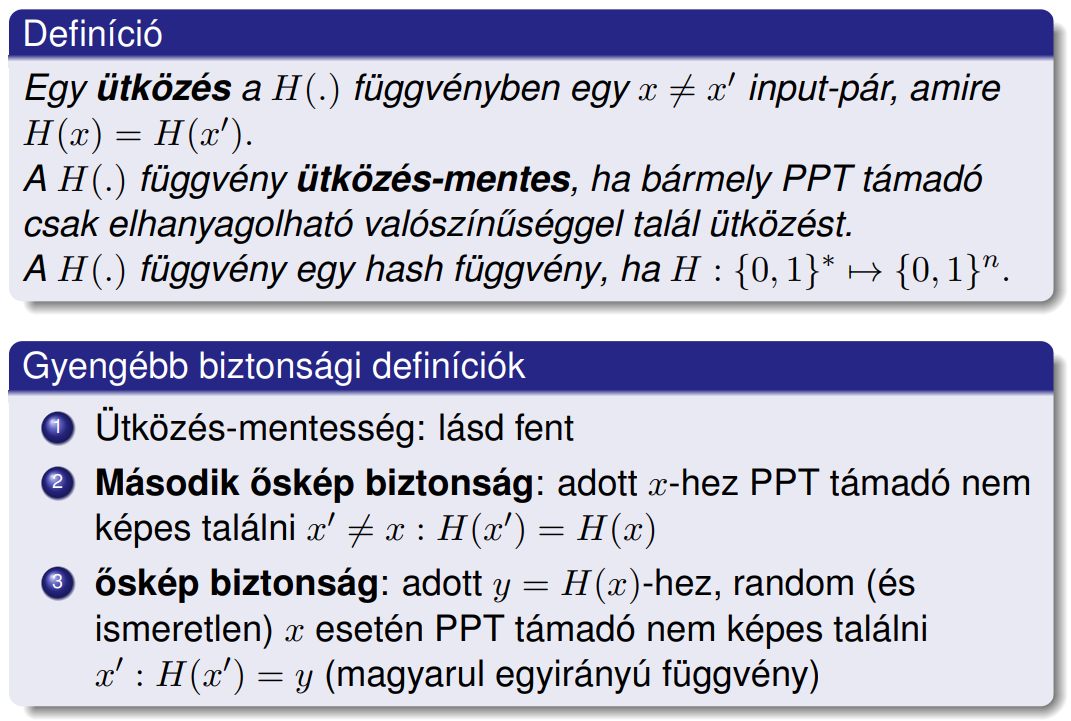 Definíció
Egy ütközés a H(.) függvényben egy x ≠ x′ input-pár, amire
H(x) = H(x′).
A H(.) függvény ütközés-mentes, ha bármely PPT támadó
csak elhanyagolható valószínűséggel talál ütközést.
A H(.) függvény egy hash függvény, ha H : {0, 1}* ↦ {0, 1}ⁿ.
Gyengébb biztonsági definíciók
1 Ütközés-mentesség: lásd fent
2 Második őskép biztonság: adott x-hez PPT támadó nem
képes találni x′ ≠ x : H(x′) = H(x)
3 őskép biztonság: adott y = H(x)-hez, random (és
ismeretlen) x esetén PPT támadó nem képes találni
x′ : H(x′) = y (magyarul egyirányú függvény)